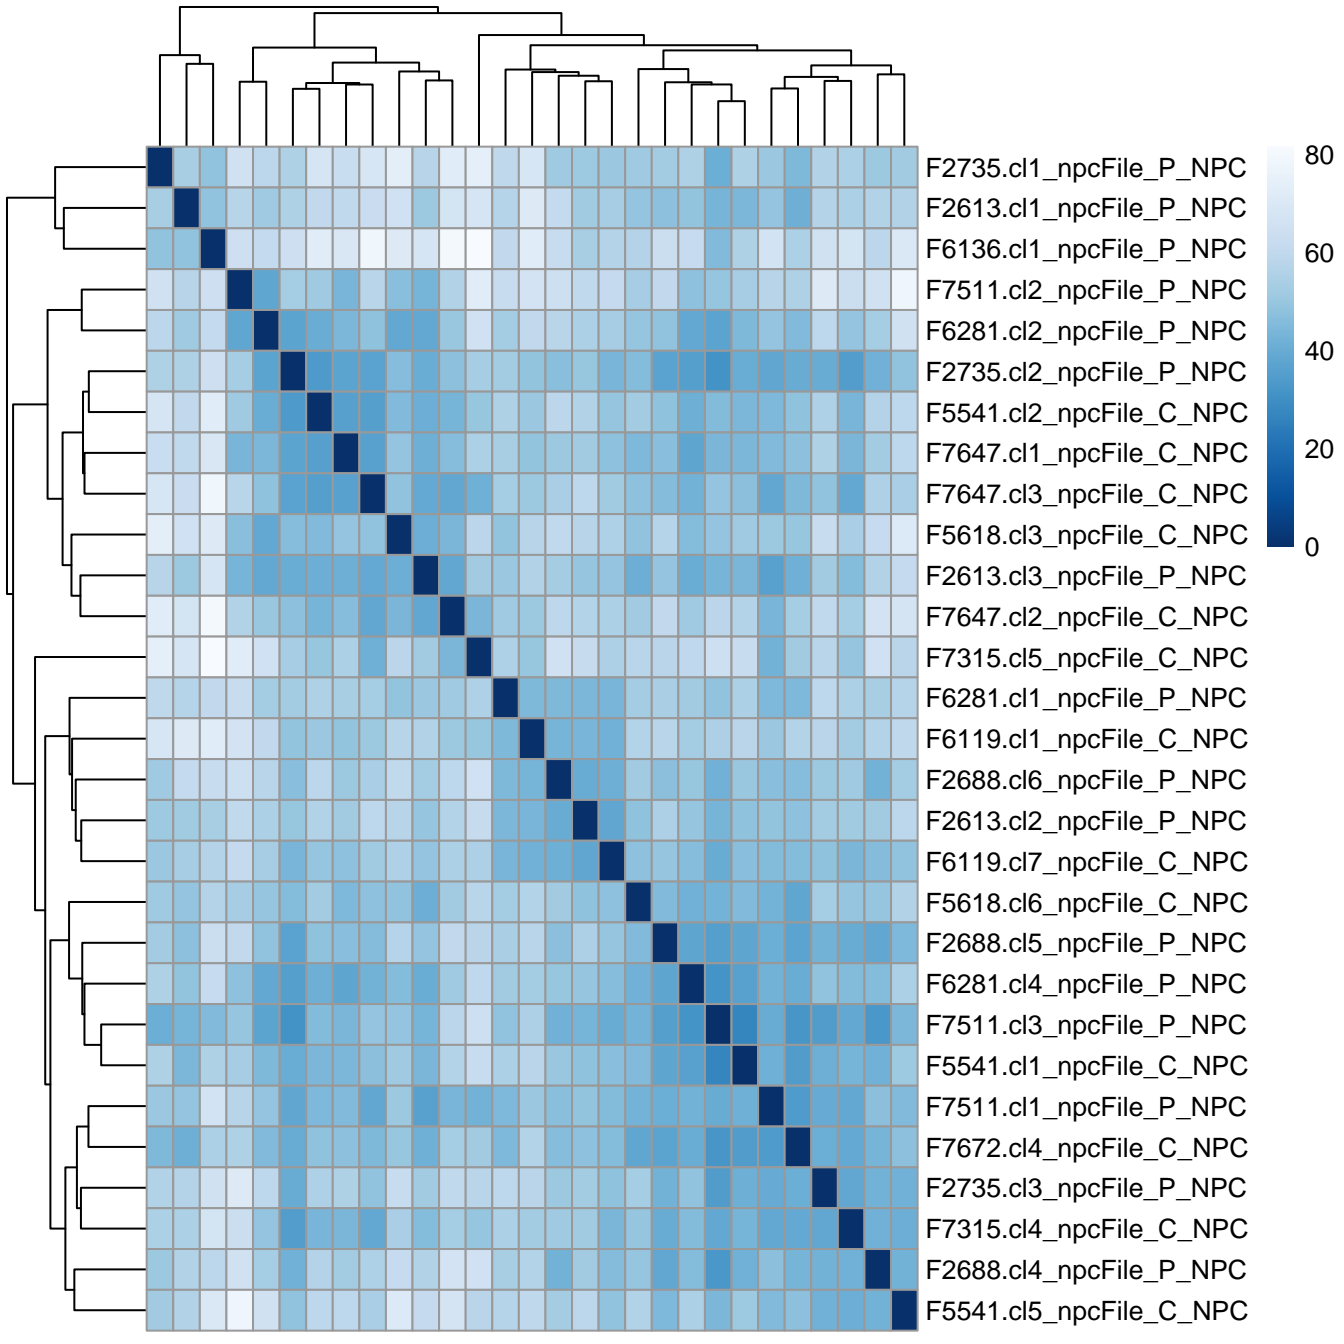 F2735.cl1_npcFile_P_NPC
F2613.cl1_npcFile_P_NPC
F6136.cl1_npcFile_P_NPC
F7511.cl2_npcFile_P_NPC
F6281.cl2_npcFile_P_NPC
F2735.cl2_npcFile_P_NPC
F5541.cl2_npcFile_C_NPC
F7647.cl1_npcFile_C_NPC
F7647.cl3_npcFile_C_NPC
F5618.cl3_npcFile_C_NPC
F2613.cl3_npcFile_P_NPC
F7647.cl2_npcFile_C_NPC
F7315.cl5_npcFile_C_NPC
F6281.cl1_npcFile_P_NPC
F6119.cl1_npcFile_C_NPC
F2688.cl6_npcFile_P_NPC
F2613.cl2_npcFile_P_NPC
F6119.cl7_npcFile_C_NPC
F5618.cl6_npcFile_C_NPC
F2688.cl5_npcFile_P_NPC
F6281.cl4_npcFile_P_NPC
F7511.cl3_npcFile_P_NPC
F5541.cl1_npcFile_C_NPC
F7511.cl1_npcFile_P_NPC
F7672.cl4_npcFile_C_NPC
F2735.cl3_npcFile_P_NPC
F7315.cl4_npcFile_C_NPC
F2688.cl4_npcFile_P_NPC
F5541.cl5_npcFile_C_NPC
80
60
40
20
0